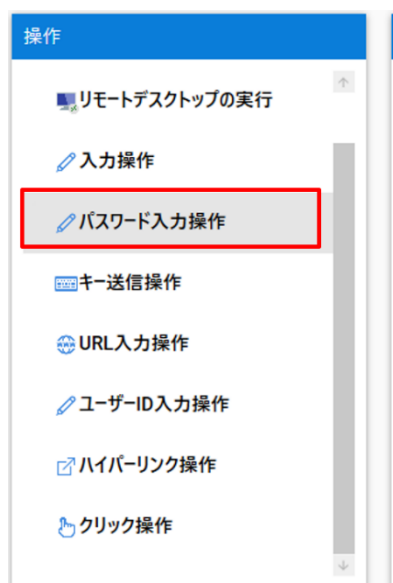 操作
リモートデスクトップの実行
入力操作
パスワード入力操作
キー送信操作
URL入力操作
ユーザーID入力操作
ハイパーリンク操作
クリック操作